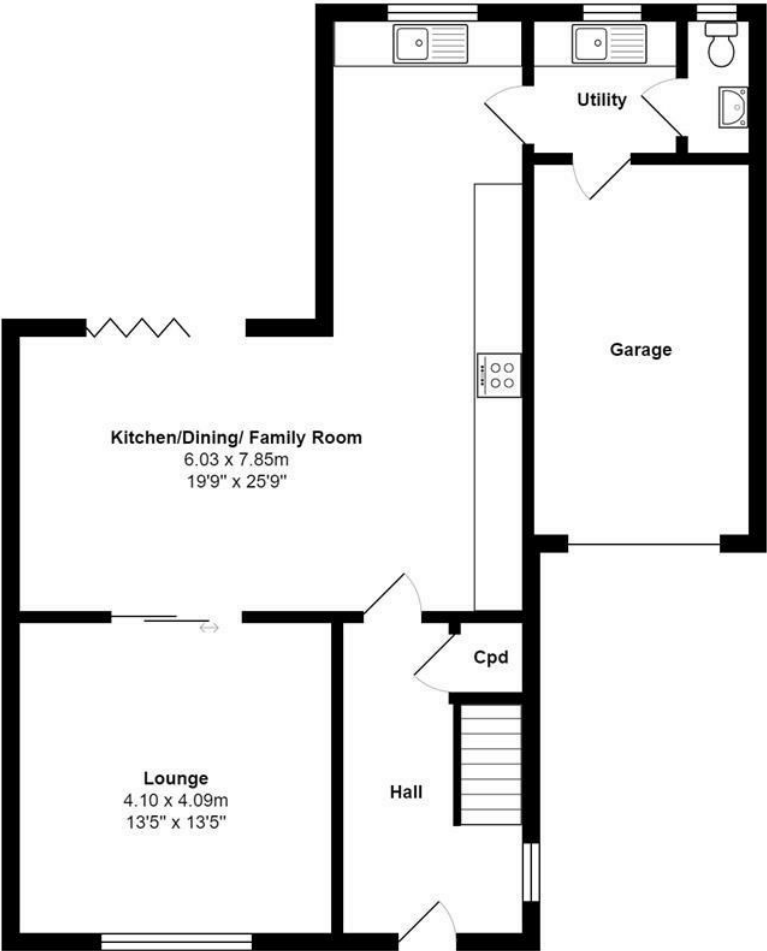 Utility
Garage
Kitchen/Dining/ Family Room
6.03 x 7.85m
19'9" x 25'9"
Cpd
Lounge
4.10 x 4.09m
13'5" x 13'5"
Hall